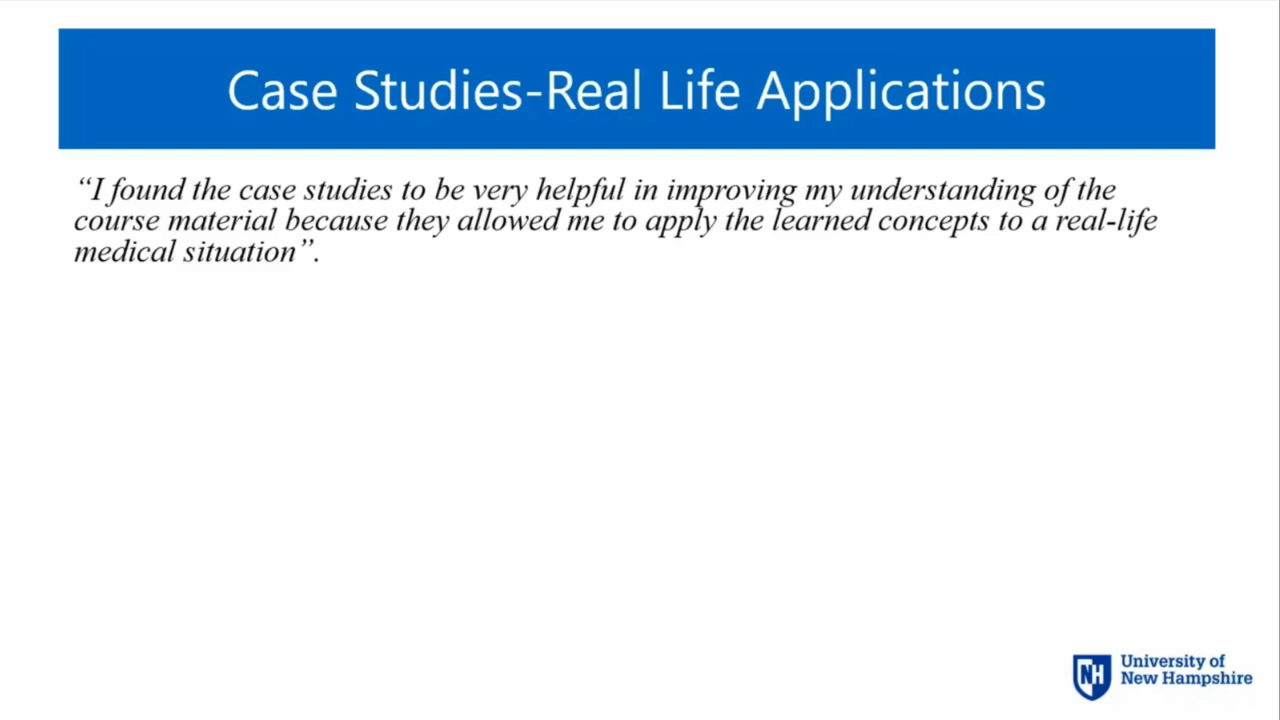 Case Studies-Real Life Applications
“I found the case studies to be very helpful in improving my understanding of the
course material because they allowed me to apply the learned concepts to a real-life
medical situation”.
NH
University of
New Hampshire